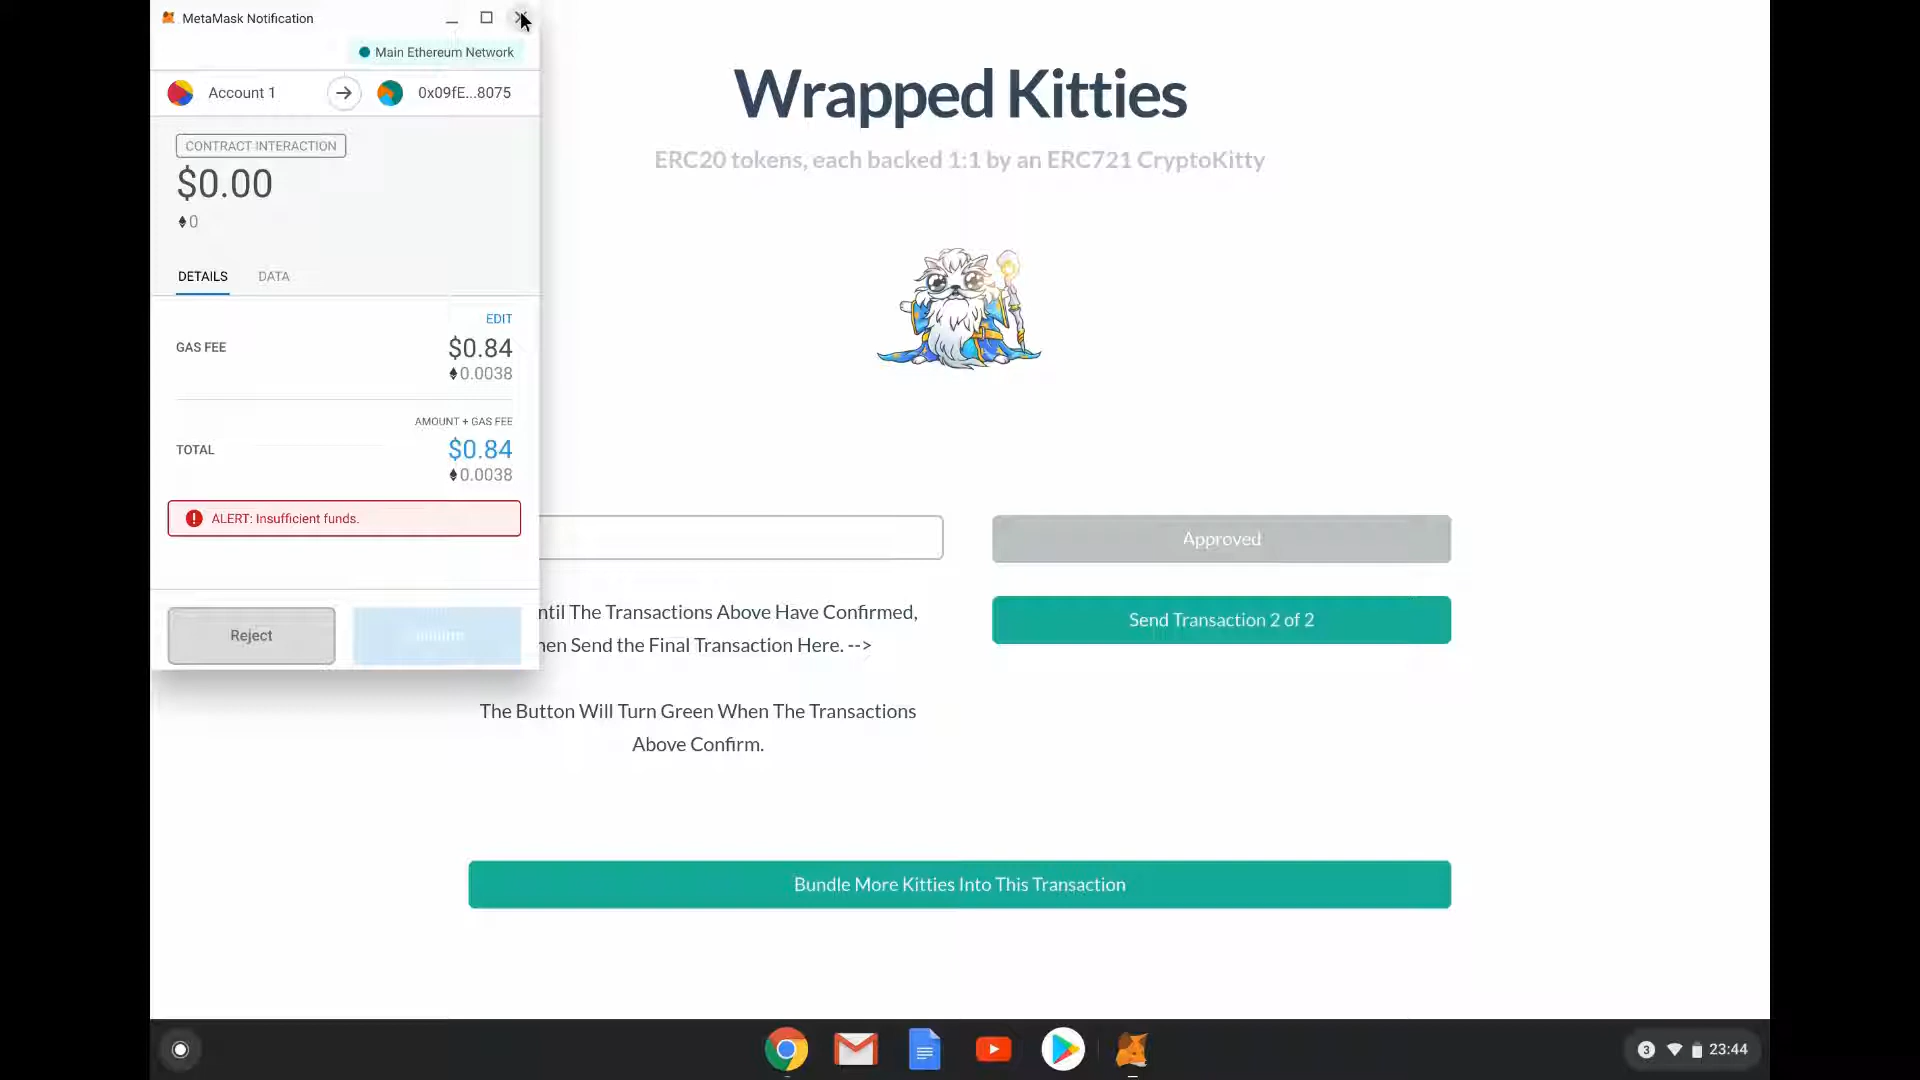 MetaMask Notification
Main Ethereum Network
Account 1
0x09fE...8075
CONTRACT INTERACTION
$0.00
0
DETAILS DATA
EDIT
GAS FEE
$0.84
0.0038
AMOUNT + GAS FEE
TOTAL
$0.84
0.0038
ALERT: Insufficient funds.
Reject
Wrapped Kitties
ERC20 tokens, each backed 1:1 by an ERC721 CryptoKitty
Approved
The Transactions Above Have Confirmed,
Send the Final Transaction Here. -->
Send Transaction 2 of 2
The Button Will Turn Green When The Transactions
Above Confirm.
Bundle More Kitties Into This Transaction
3
23:44